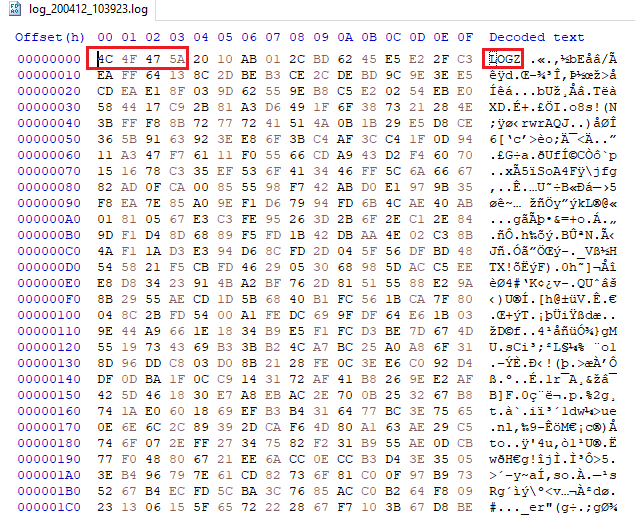 log_200412_103923.log
Offset(h) 00 01 02 03 04 05 06 07 08 09 0A 0B 0C 0D 0E 0F Decoded text
00000000 4C 4F 47 5A 20 10 AB 01 2C BD 62 45 E5 E2 2F C3 LOGZ .«.,½bEåâ/Ã
00000010 EA FF 64 13 8C 2D BE B3 CE 2C DE BD 9C 9E 3E E5 êÿd.Œ-¾³Î,Þ½œž>å
00000020 CD EA E1 8F 03 9D 62 55 9E B8 C5 E2 02 54 EB E0 Íêá...bUž¸Åâ.Tëà
00000030 58 44 17 C9 2B 81 A3 D6 49 1F 6F 38 73 21 28 4E XD.É+.£ÖI.o8s!(N
00000040 3B FF F8 8B 72 77 72 41 51 4A 0B 1B 29 E5 D8 CE ;ÿø‹rwrAQJ..)åØÎ
00000050 36 5B 91 63 92 3E E8 6F 3B C4 AF 3C C4 1F 0D 94 6[‘c’>èo;Ä¯<Ä..”
00000060 11 A3 47 F7 61 11 F0 55 66 CD A9 43 D2 F4 60 70 .£G÷a.ðUfÍ©CÒô`p
00000070 15 16 78 C3 35 EF 53 6F 41 34 46 FF 5C 6A 66 67 ..xÃ5ïSoA4Fÿ\jfg
00000080 82 AD 0F CA 00 85 55 98 F7 42 AB D0 E1 97 9B 35 ‚.Ê.…U˜÷B«Ðá—›5
00000090 F8 EA 7E 85 A0 9E F1 D6 79 94 FD 6B 4C AE 40 AB øê~… žñÖy”ýkL®@«
000000A0 01 81 05 67 E3 C3 FE 95 26 3D 2B 6F 2E C1 2E 84 ...gãÃþ•&=+o.Á.„
000000B0 9D F1 D4 8D 68 89 F5 FD 1B 42 DB AA 4E 02 C3 8B .ñÔ.h‰õý.BÛªN.Ã‹
000000C0 4A F1 1A D3 E3 94 D6 8C FD 2D 04 5F 56 DF BD 48 Jñ.Óã”ÖŒý-._Vß½H
000000D0 54 58 21 F5 CB FD 46 29 05 30 68 98 5D AC C5 EE TX!õËýF).0h˜]¬Åî
000000E0 E8 D8 34 23 91 4B A2 BF 76 2D 81 51 55 88 E2 9A èØ4#‘K¢¿v-.QUˆâš
000000F0 8B 29 55 AE CD 1D 5B 68 40 B1 FC 56 1B CA 7F 80 ‹)U®Í.[h@±üV.Ê.€
00000100 04 8C 2B FD 54 00 A1 FE DC 69 9F DF 64 E6 1B 03 .Œ+ýT.¡þÜiŸßdæ..
00000110 9E 44 A9 66 1E 18 34 B9 E5 F1 FC D3 BE 7D 67 4D žD©f..4¹åñüÓ¾}gM
00000120 55 19 73 43 69 B3 3B B2 4C A7 BC 25 A0 A8 6F 31 U.sCi³;²L§¼% ¨o1
00000130 8D 96 DD C8 03 D0 8B 21 28 FE 0C 3E E6 C0 92 D4 .–ÝÈ.Ð‹!(þ.>æÀ’Ô
00000140 DF 0D BA 1F 0C C9 14 31 72 AF 41 B8 26 9E E2 AF ß.º..É.1r¯A¸&žâ¯
00000150 42 5D 46 18 30 E7 A8 EB AC 2E 70 0B 25 32 67 B8 B]F.0ç¨ë¬.p.%2g¸
00000160 74 1A E0 60 18 69 EF B3 B4 31 64 77 BC 3E 75 65 t.à`.iï³´1dw¼>ue
00000170 0E 6E 6C 2C 89 39 2D CA F6 4D 80 A1 63 AE 29 C5 .nl,‰9-ÊöM€¡c®)Å
00000180 74 6F 07 2E FF 27 34 75 82 F2 31 B9 55 AE 0D CB to..ÿ'4u‚ò1¹U®.Ë
00000190 77 F0 48 80 67 21 EE 6A CC 0E CC B3 D4 3E 35 05 wðH€g!îjÌ.Ì³Ô>5.
000001A0 3E B4 96 79 7E 61 CD 82 73 6F 81 C0 0F 97 B9 73 >´–y~aÍ‚so.À.—¹s
000001B0 52 67 B4 EC FD 5C BA 3C 76 85 AC C0 B2 64 F8 09 Rg´ìý\º<v…¬À²dø.
000001C0 23 13 06 15 5F 65 72 22 28 67 F7 10 3B 67 D8 BE #..._er"(g÷.;gØ¾